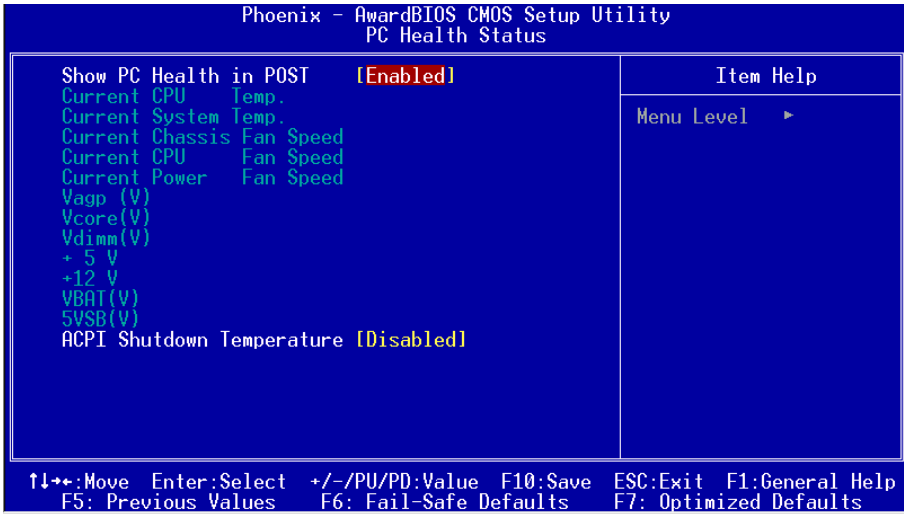 Phoenix - AwardBIOS CMOS Setup Utility
PC Health Status
Show PC Health in POST [Enabled]
Current CPU Temp.
Current System Temp.
Current Chassis Fan Speed
Current CPU Fan Speed
Current Power Fan Speed
Vagp (V)
Vcore(V)
Vdimm(V)
+ 5 V
+12 V
VBAT(V)
5VSB(V)
ACPI Shutdown Temperature [Disabled]
Item Help
Menu Level ►
↑↓→←:Move Enter:Select +/-/PU/PD:Value F10:Save ESC:Exit F1:General Help
F5: Previous Values F6: Fail-Safe Defaults F7: Optimized Defaults